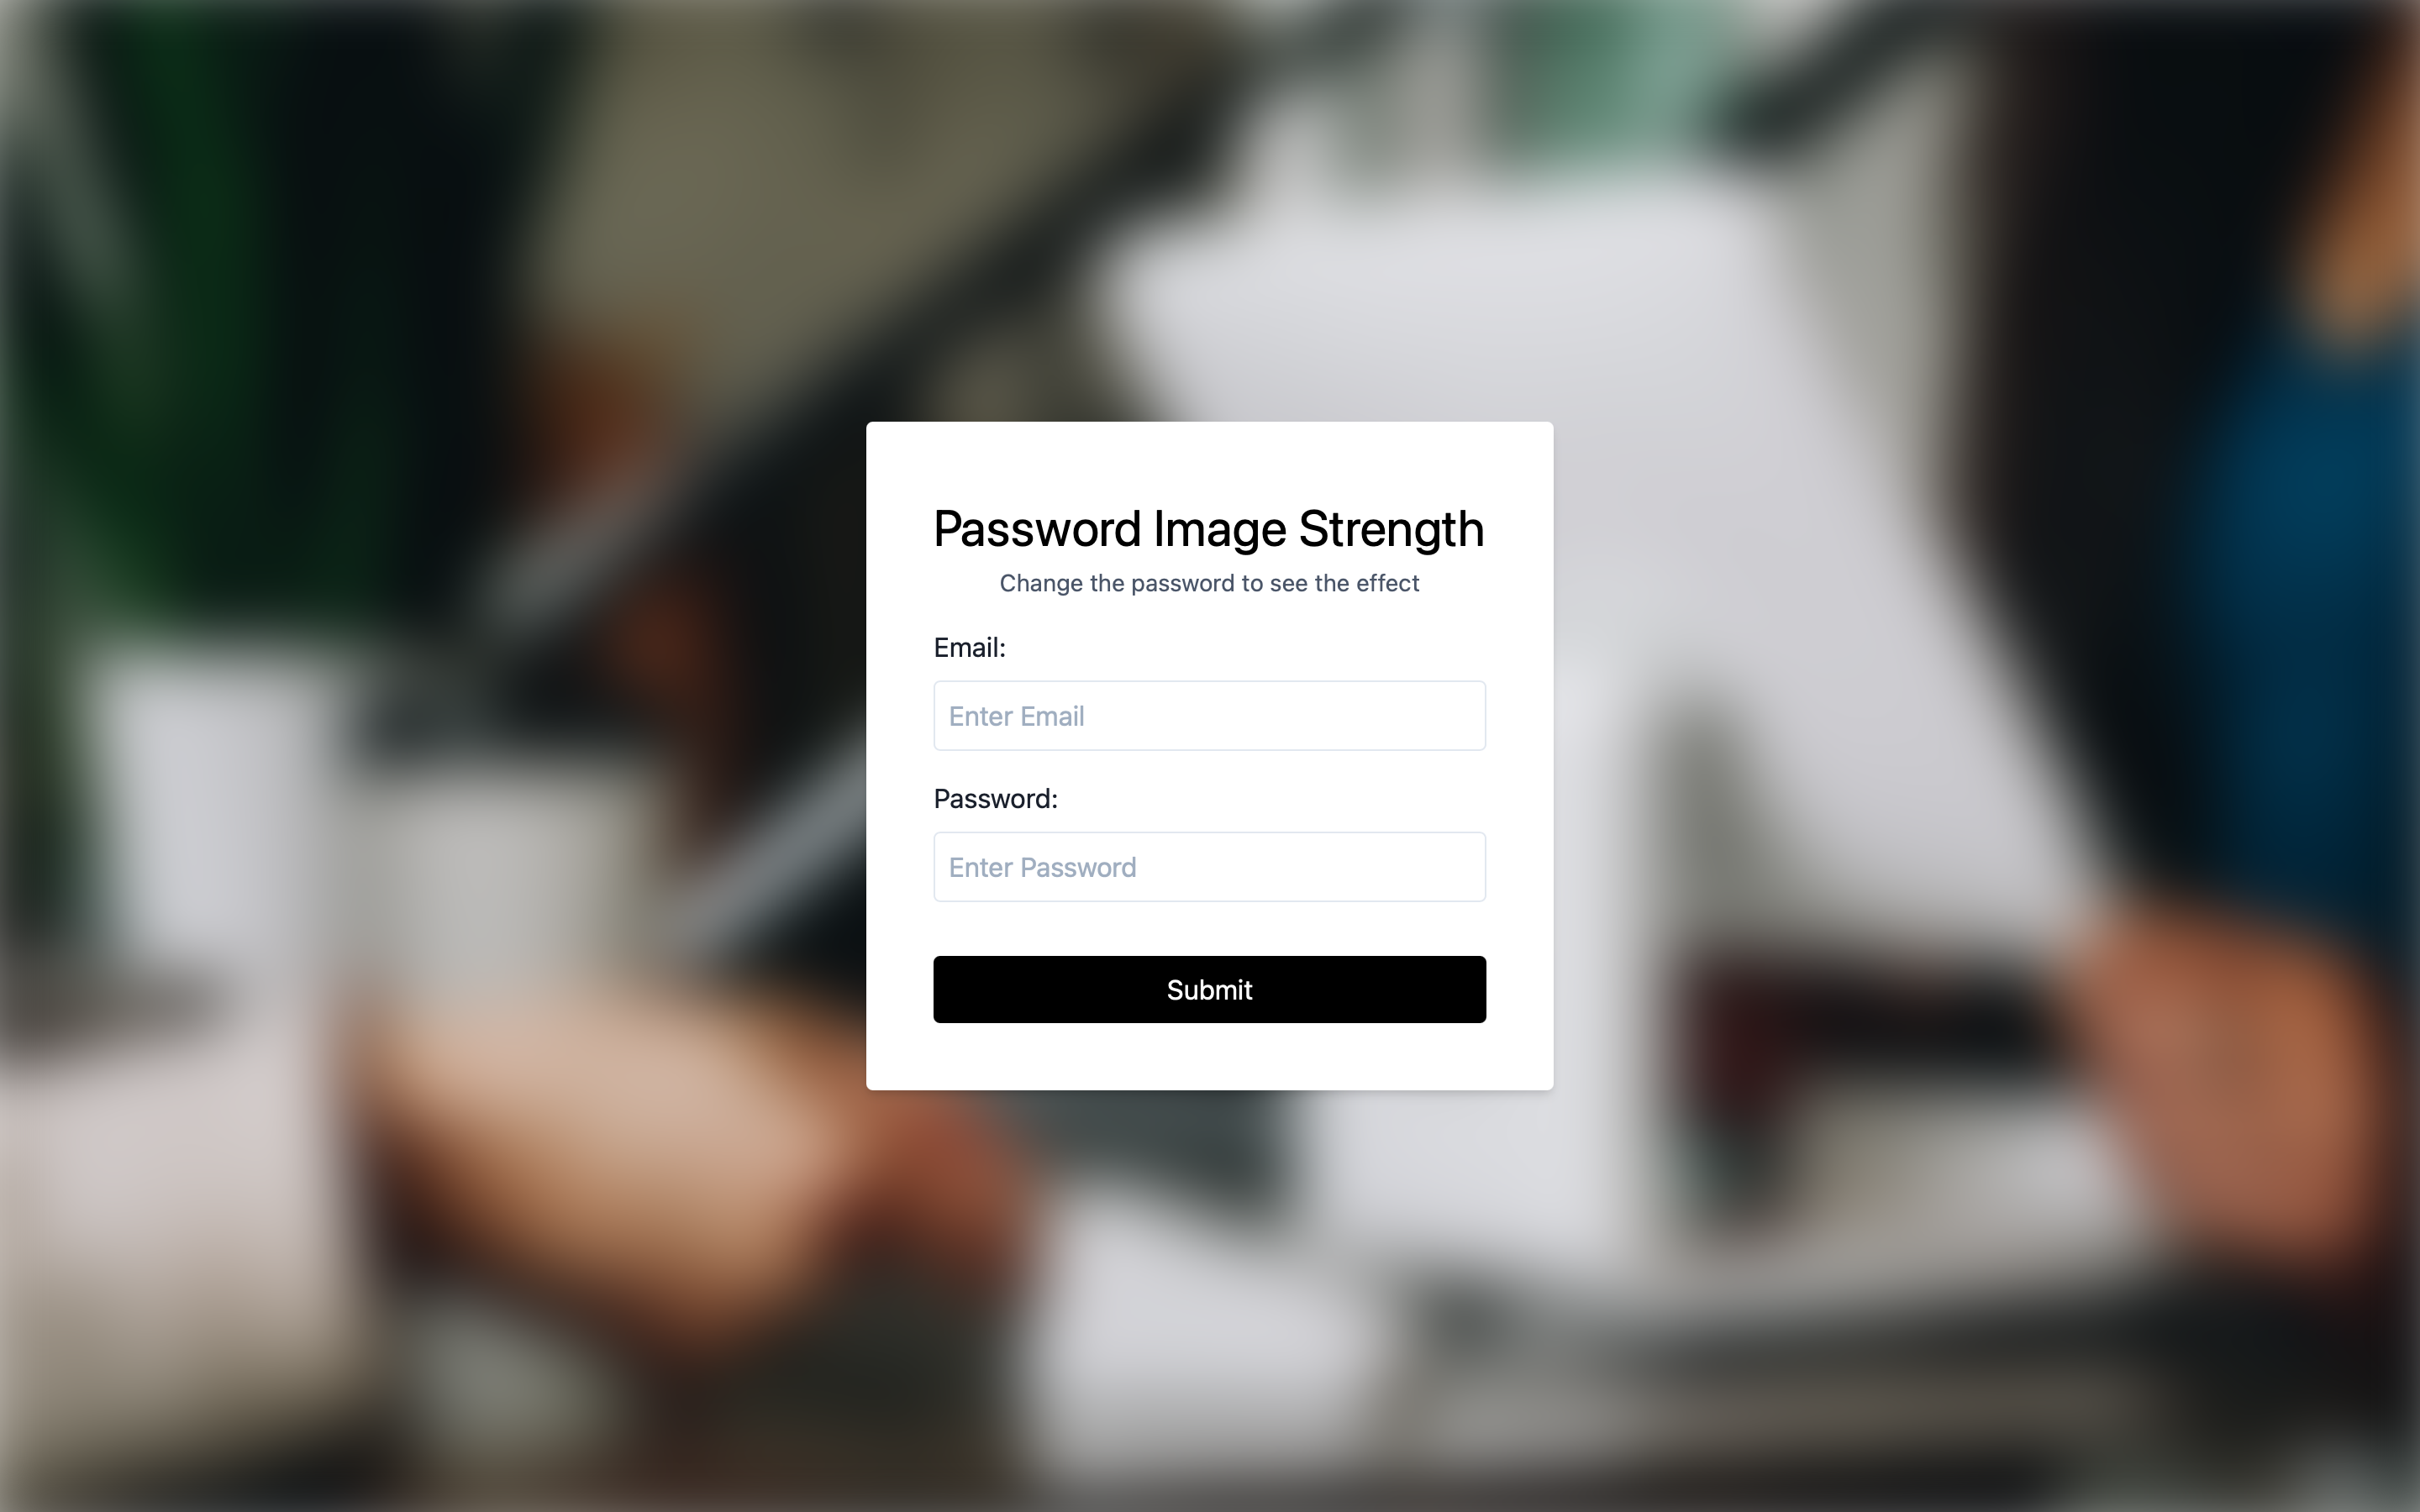 Password Image Strength
Change the password to see the effect
Email:
Enter Email
Password:
Enter Password
Submit